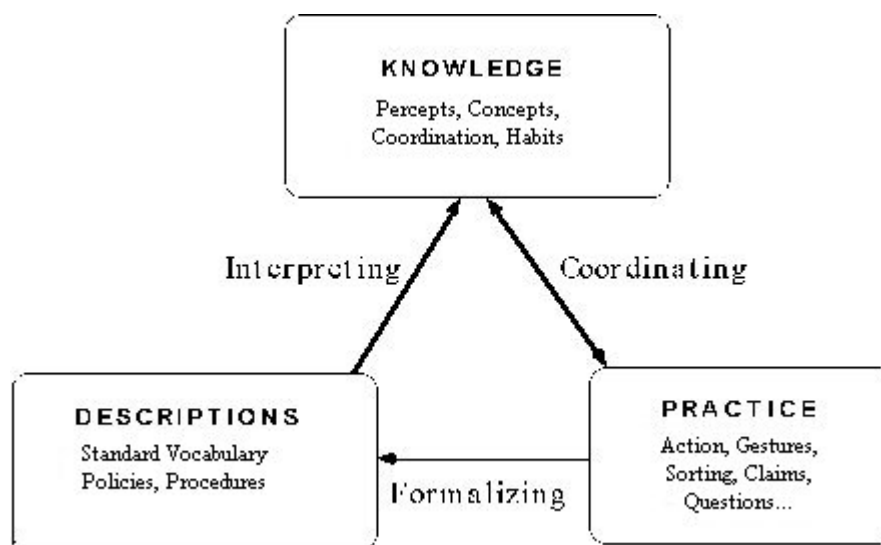 KNOWLEDGE
Percepts, Concepts,
Coordination, Habits
Interpreting
Coordinating
DESCRIPTIONS
Standard Vocabulary
Policies, Procedures
PRACTICE
Action, Gestures,
Sorting, Claims,
Questions...
Formalizing